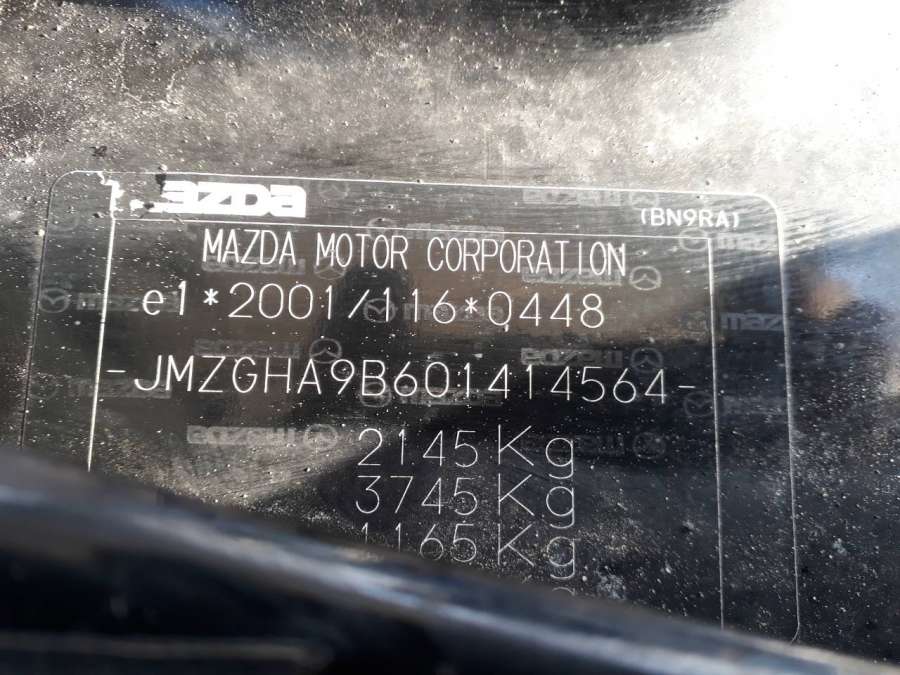 mazda
(BN9RA)
MAZDA MOTOR CORPORATION
e1*2001/116*0448
-JMZGHA9B601414564-
2145 Kg
3745 Kg
1165 Kg